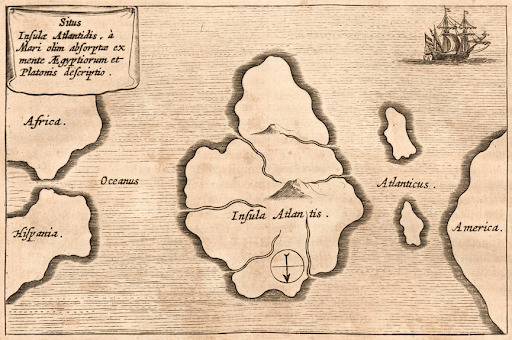 Situs
Insulæ Atlantidis, à
Mari olim absorptæ ex
mente Ægyptiorum et
Platonis descriptio.
Africa.
Oceanus
Hispania.
Insula Atlantis.
Atlanticus.
America.